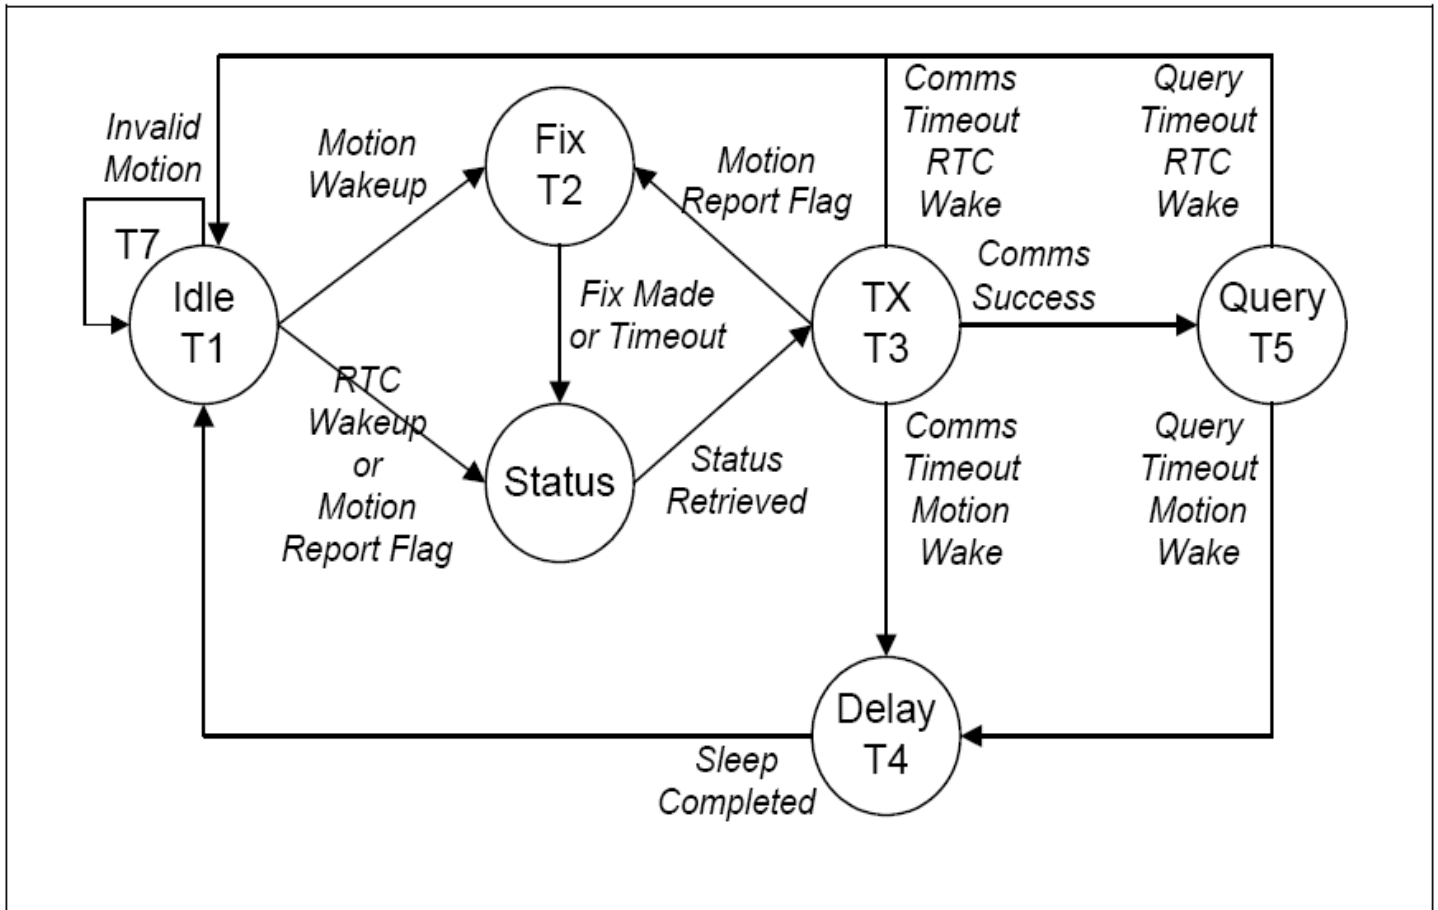 Invalid
Motion
T7
Idle
T1
Motion
Wakeup
RTC
Wakeup
or
Motion
Report Flag
Fix
T2
Fix Made
or Timeout
Status
Motion
Report Flag
Status
Retrieved
TX
T3
Comms
Timeout
RTC
Wake
Comms
Success
Comms
Timeout
Motion
Wake
Query
Timeout
RTC
Wake
Query
T5
Query
Timeout
Motion
Wake
Delay
T4
Sleep
Completed